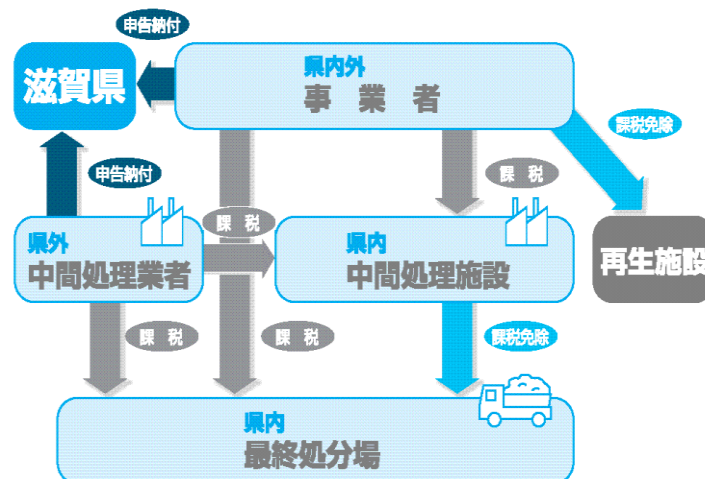 申告納付
滋賀県
県内外
事 業 者
課税免除
申告納付
課 税
県外
中間処理業者
課 税
県内
中間処理施設
再生施設
課 税
課 税
課税免除
県内
最終処分場